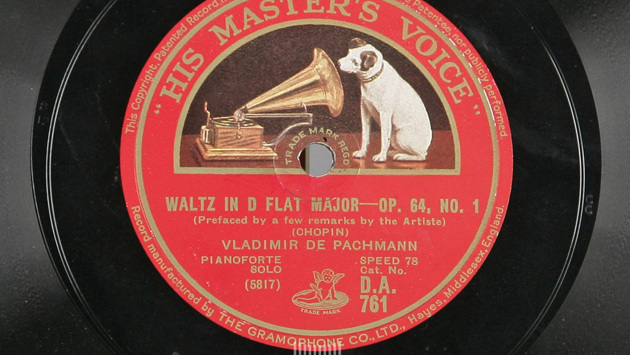 "HIS MASTER'S VOICE"
This Copyright, Patented Record
Patentee, nor publicly performed.
TRADE MARK REGD
WALTZ IN D FLAT MAJOR—OP. 64, NO. 1
(Prefaced by a few remarks by the Artiste)
(CHOPIN)
VLADIMIR DE PACHMANN
PIANOFORTE SOLO
SPEED 78
Cat. No.
(5817)
D.A.
761
TRADE MARK
Record manufactured by THE GRAMOPHONE CO., LTD., Hayes, Middlesex, England.